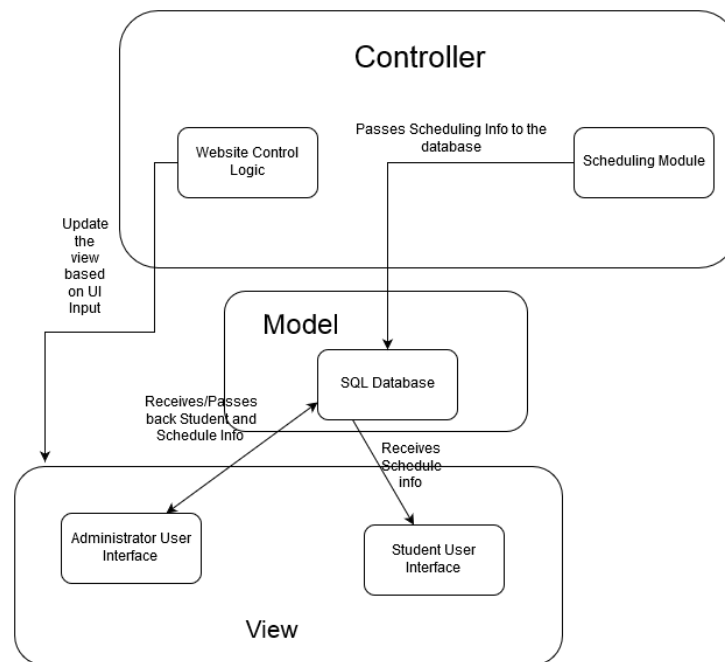 Controller
Website Control
Logic
Passes Scheduling Info to the
database
Scheduling Module
Update
the
view
based
on UI
Input
Model
SQL Database
Receives/Passes
back Student and
Schedule Info
Receives
Schedule
info
Administrator User
Interface
Student User
Interface
View